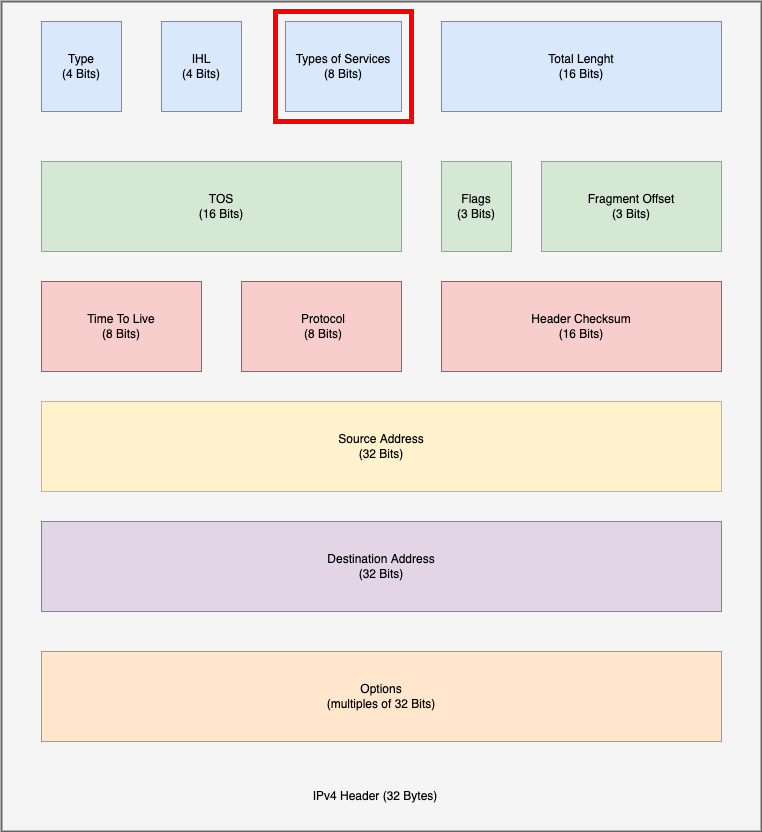 Type
(4 Bits)
IHL
(4 Bits)
Types of Services
(8 Bits)
Total Lenght
(16 Bits)
TOS
(16 Bits)
Flags
(3 Bits)
Fragment Offset
(3 Bits)
Time To Live
(8 Bits)
Protocol
(8 Bits)
Header Checksum
(16 Bits)
Source Address
(32 Bits)
Destination Address
(32 Bits)
Options
(multiples of 32 Bits)
IPv4 Header (32 Bytes)